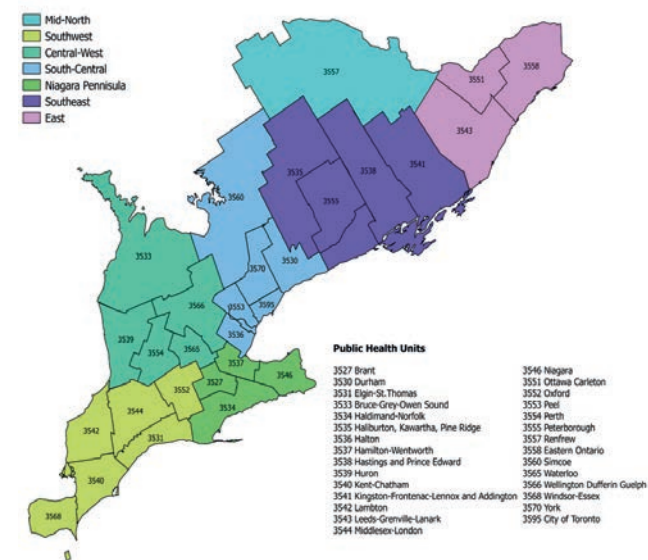 Mid-North
Southwest
Central-West
South-Central
Niagara Pennisula
Southeast
East
3557
3551
3558
3543
3535
3538
3541
3555
3560
3570
3530
3533
3566
3553
3595
3536
3539
3554
3565
3537
3546
3527
3534
3552
3544
3531
3542
3540
3568
Public Health Units
3527 Brant
3530 Durham
3531 Elgin-St.Thomas
3533 Bruce-Grey-Owen Sound
3534 Haldimand-Norfolk
3535 Haliburton, Kawartha, Pine Ridge
3536 Halton
3537 Hamilton-Wentworth
3538 Hastings and Prince Edward
3539 Huron
3540 Kent-Chatham
3541 Kingston-Frontenac-Lennox and Addington
3542 Lambton
3543 Leeds-Grenville-Lanark
3544 Middlesex-London
3546 Niagara
3551 Ottawa Carleton
3552 Oxford
3553 Peel
3554 Perth
3555 Peterborough
3557 Renfrew
3558 Eastern Ontario
3560 Simcoe
3565 Waterloo
3566 Wellington Dufferin Guelph
3568 Windsor-Essex
3570 York
3595 City of Toronto